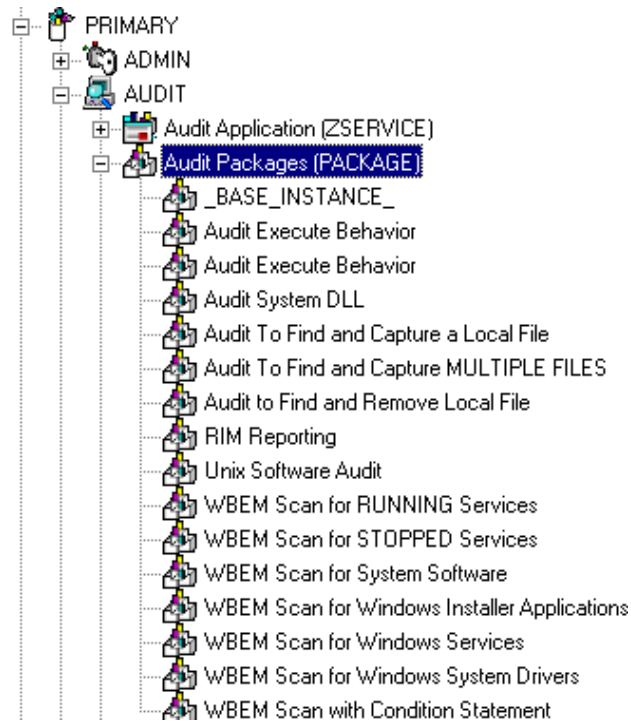 PRIMARY
ADMIN
AUDIT
Audit Application (ZSERVICE)
Audit Packages (PACKAGE)
_BASE_INSTANCE_
Audit Execute Behavior
Audit Execute Behavior
Audit System DLL
Audit To Find and Capture a Local File
Audit To Find and Capture MULTIPLE FILES
Audit to Find and Remove Local File
RIM Reporting
Unix Software Audit
WBEM Scan for RUNNING Services
WBEM Scan for STOPPED Services
WBEM Scan for System Software
WBEM Scan for Windows Installer Applications
WBEM Scan for Windows Services
WBEM Scan for Windows System Drivers
WBEM Scan with Condition Statement